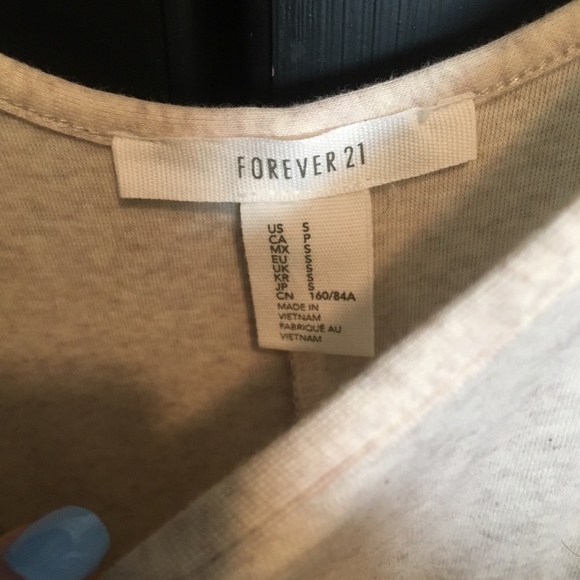 FOREVER 21
US S
CA P
MX S
EU S
UK S
KR S
JP S
CN 160/84A
MADE IN
VIETNAM
FABRIQUÉ AU
VIETNAM